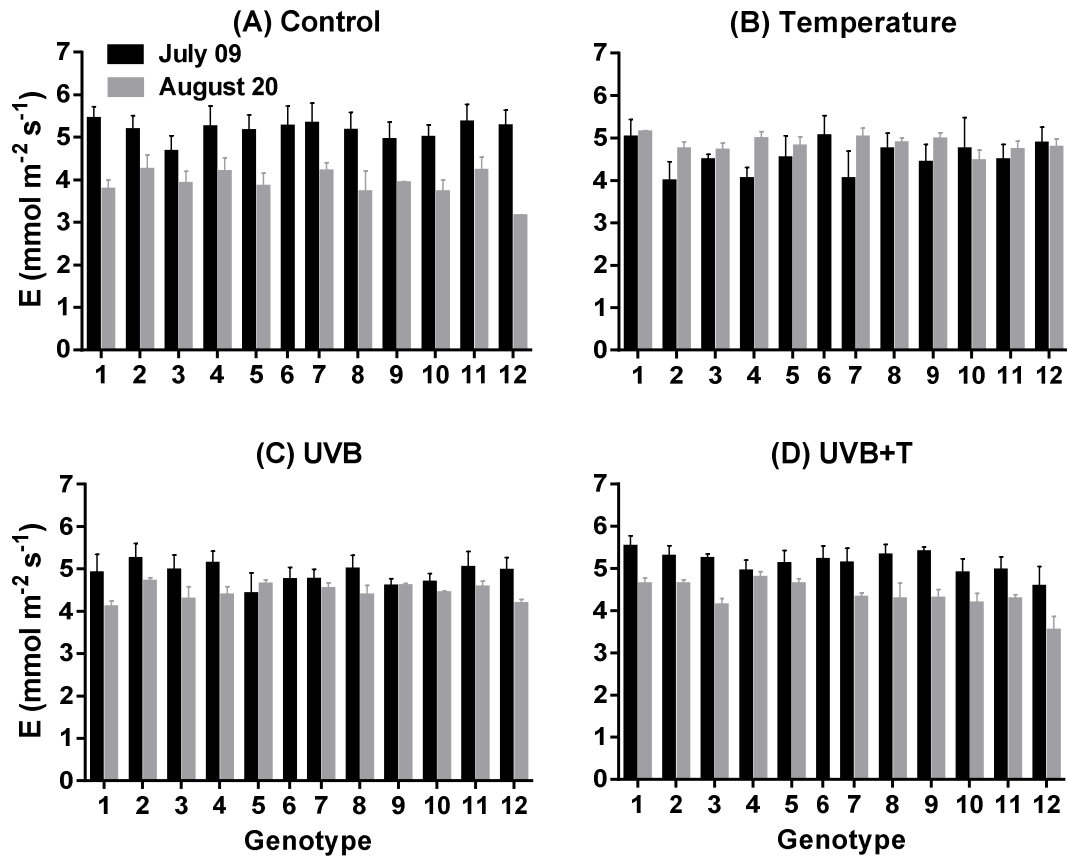 (A) Control
July 09
August 20
E (mmol m-2 s-1)
7
6
5
4
3
2
1
0
1 2 3 4 5 6 7 8 9 10 11 12
(B) Temperature
7
6
5
4
3
2
1
0
1 2 3 4 5 6 7 8 9 10 11 12
(C) UVB
E (mmol m-2 s-1)
7
6
5
4
3
2
1
0
1 2 3 4 5 6 7 8 9 10 11 12
Genotype
(D) UVB+T
7
6
5
4
3
2
1
0
1 2 3 4 5 6 7 8 9 10 11 12
Genotype